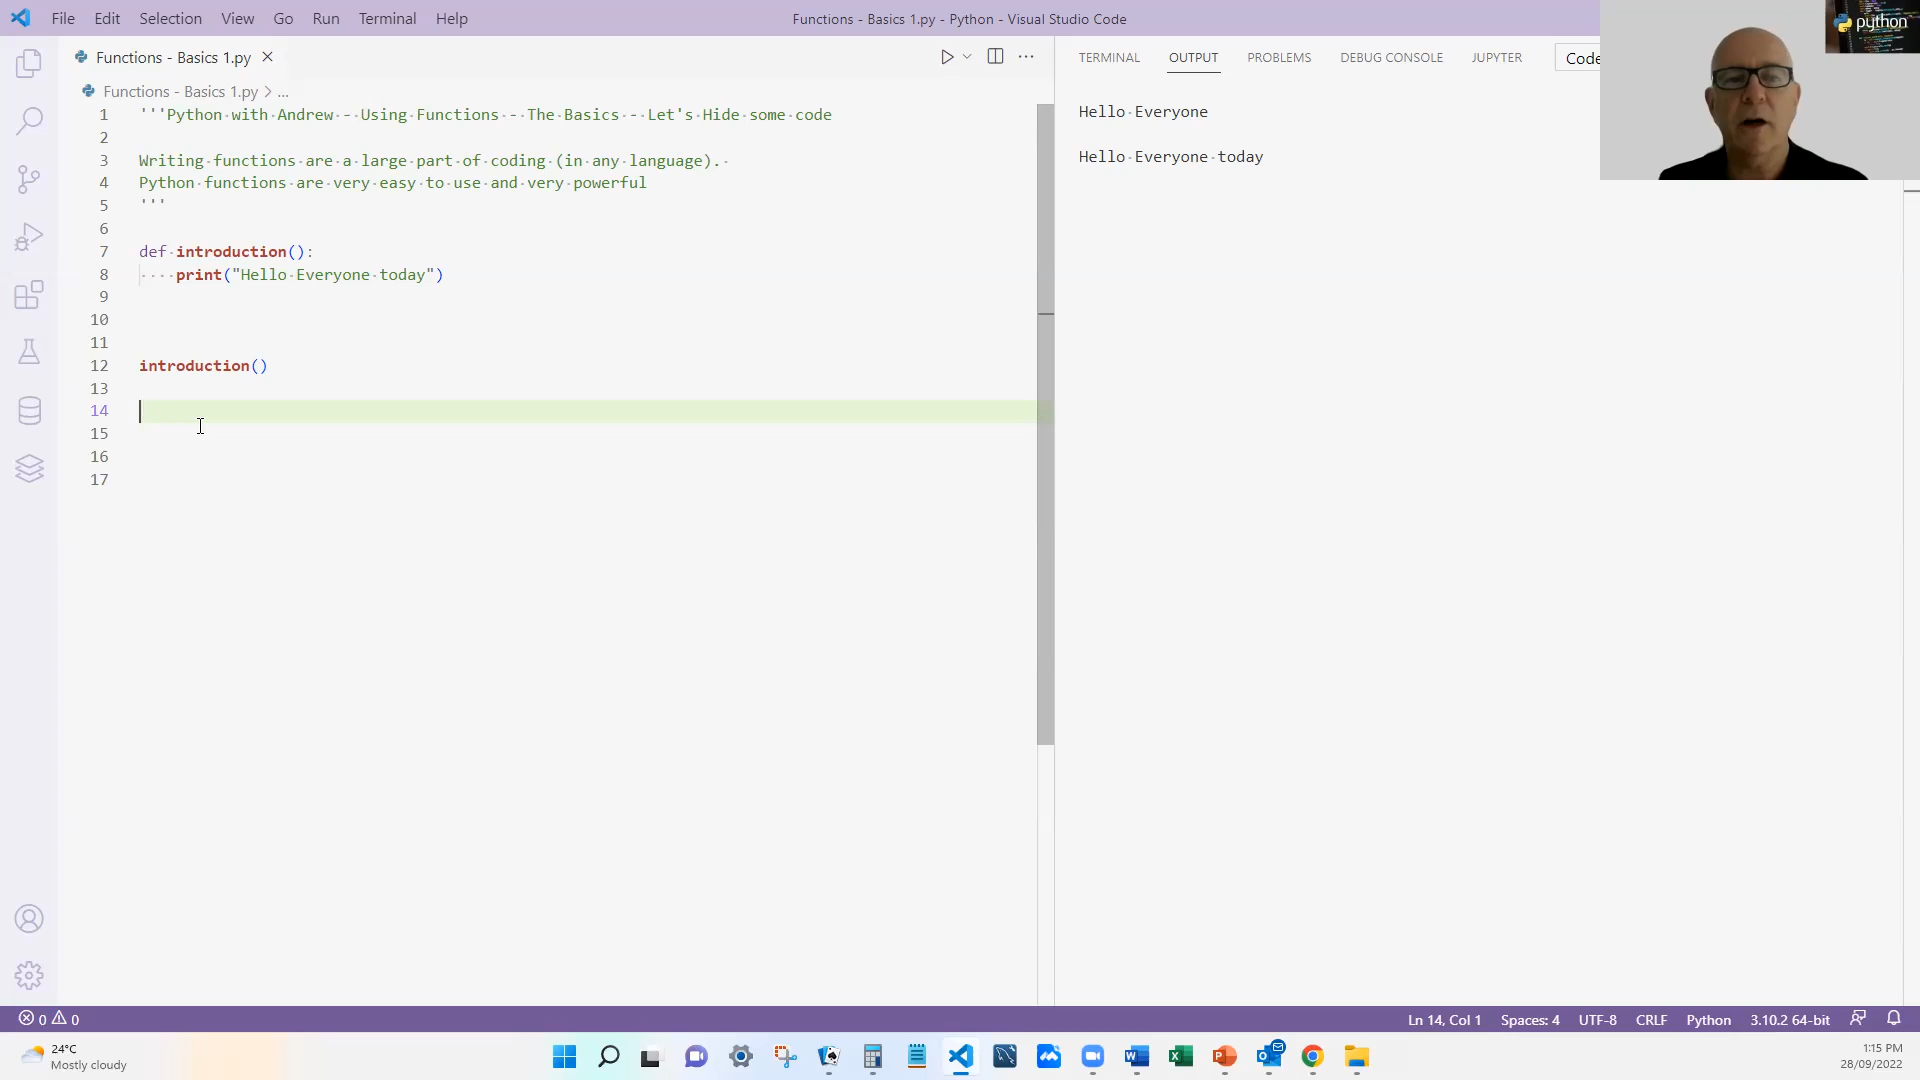 File Edit Selection View Go Run Terminal Help
Functions - Basics 1.py - Python - Visual Studio Code
python
Functions - Basics 1.py
Functions - Basics 1.py > ...
1 '''Python with Andrew - Using Functions - The Basics - Let's Hide some code
2
3 Writing functions are a large part of coding (in any language).
4 Python functions are very easy to use and very powerful
5 '''
6
7 def introduction():
8 print("Hello Everyone today")
9
10
11
12 introduction()
13
14
15
16
17
TERMINAL OUTPUT PROBLEMS DEBUG CONSOLE JUPYTER Code
Hello Everyone
Hello Everyone today
0 0
Ln 14, Col 1 Spaces: 4 UTF-8 CRLF Python 3.10.2 64-bit
24°C
Mostly cloudy
1:15 PM
28/09/2022